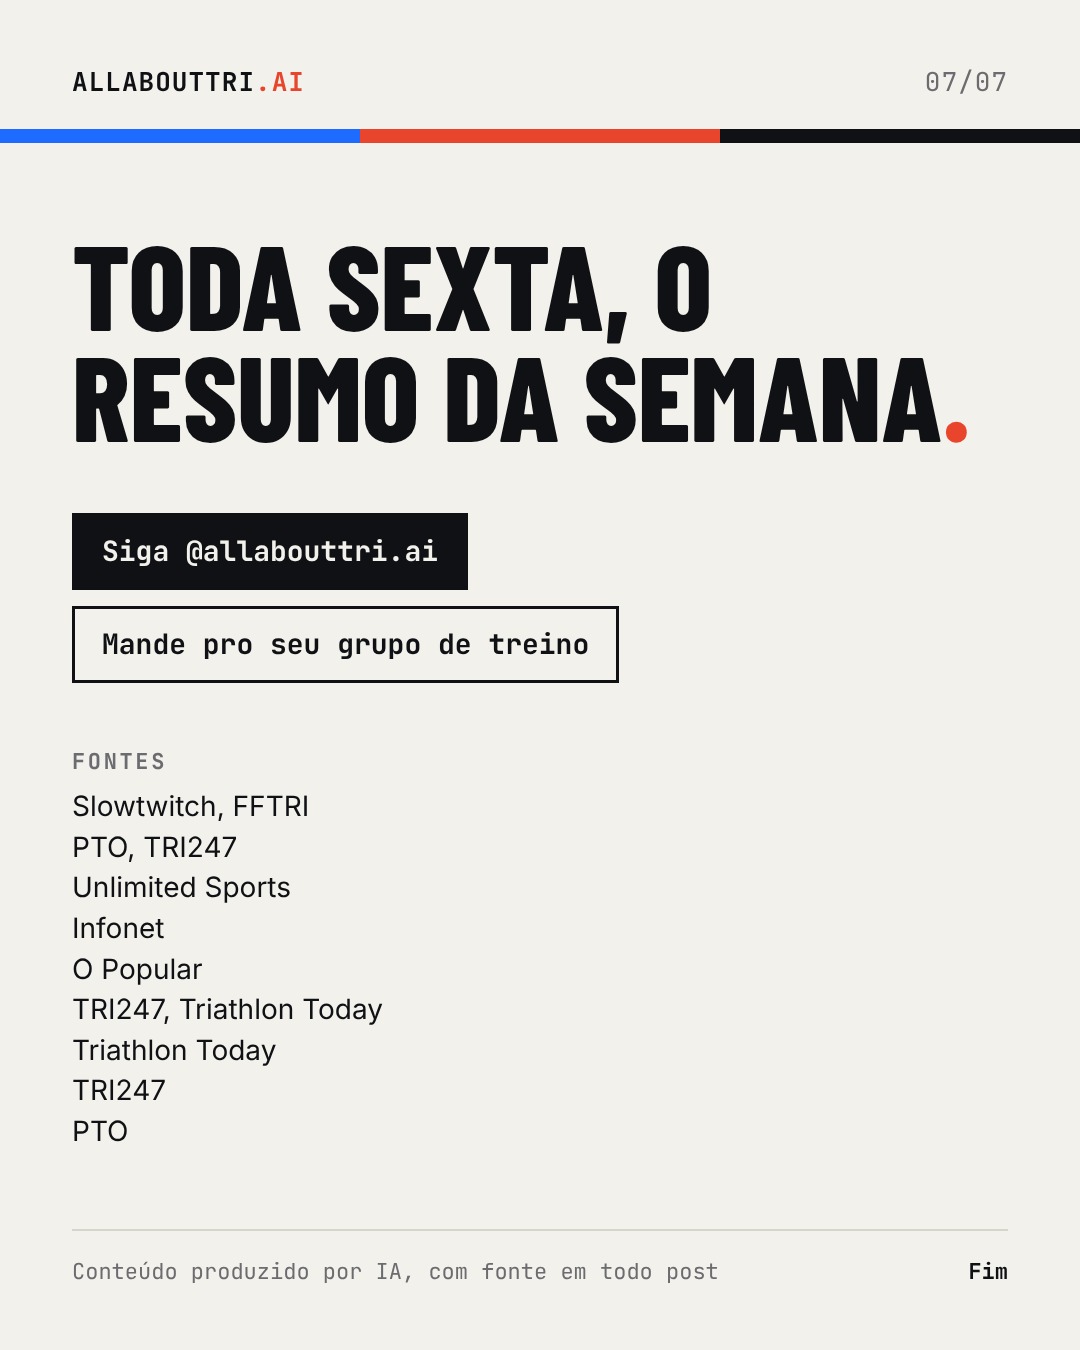 ALLABOUTTRI.AI
07/07
TODA SEXTA, O
RESUMO DA SEMANA.
Siga @allabouttri.ai
Mande pro seu grupo de treino
FONTES
Slowtwitch, FFTRI
PTO, TRI247
Unlimited Sports
Infonet
O Popular
TRI247, Triathlon Today
Triathlon Today
TRI247
PTO
Conteúdo produzido por IA, com fonte em todo post
Fim